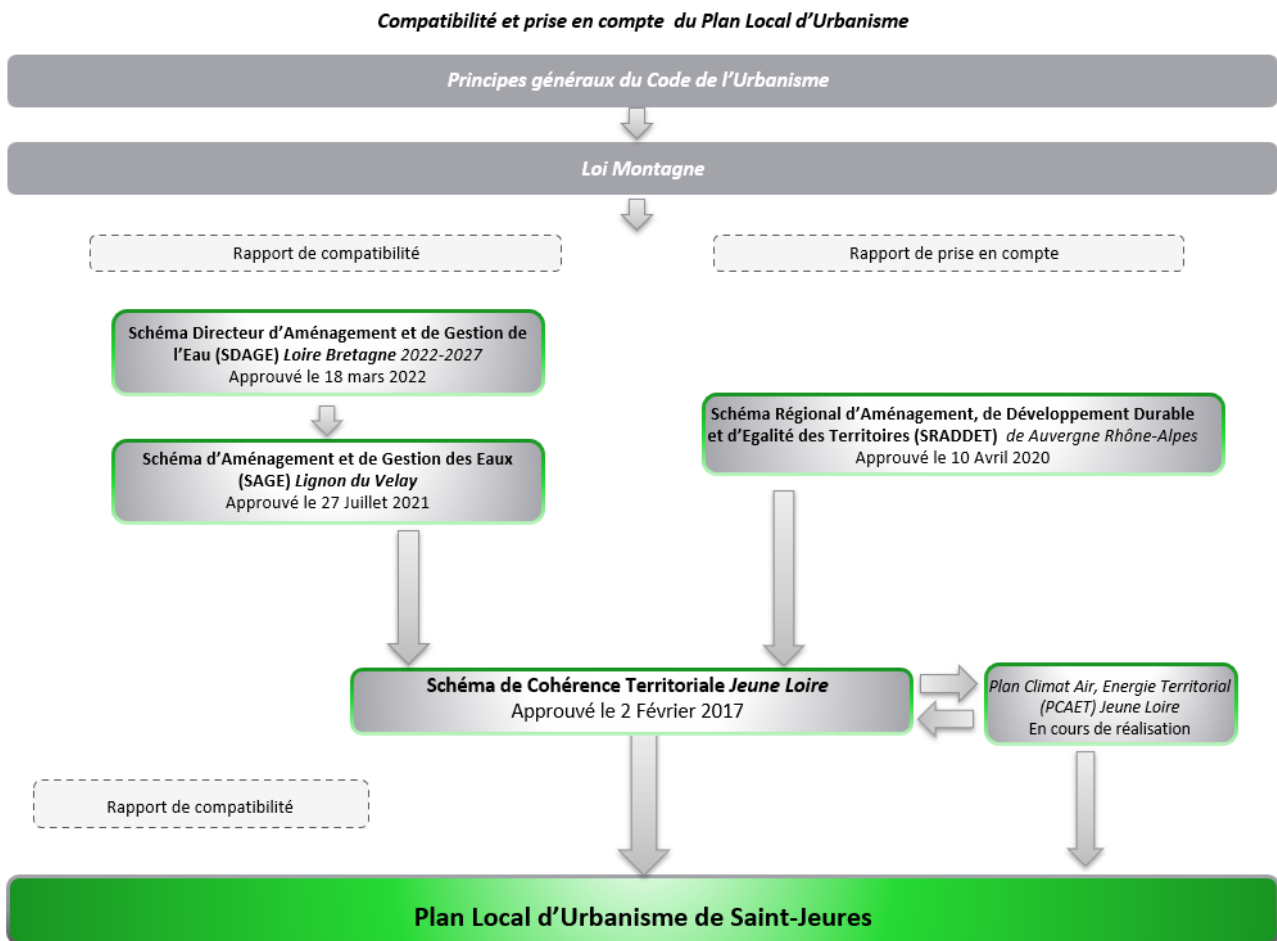 Compatibilité et prise en compte du Plan Local d'Urbanisme
Principes généraux du Code de l'Urbanisme
Loi Montagne
Rapport de compatibilité
Rapport de prise en compte
Schéma Directeur d'Aménagement et de Gestion de
l'Eau (SDAGE) Loire Bretagne 2022-2027
Approuvé le 18 mars 2022
Schéma d'Aménagement et de Gestion des Eaux
(SAGE) Lignon du Velay
Approuvé le 27 Juillet 2021
Schéma Régional d'Aménagement, de Développement Durable
et d'Egalité des Territoires (SRADDET) de Auvergne Rhône-Alpes
Approuvé le 10 Avril 2020
Schéma de Cohérence Territoriale Jeune Loire
Approuvé le 2 Février 2017
Plan Climat Air, Energie Territorial
(PCAET) Jeune Loire
En cours de réalisation
Rapport de compatibilité
Plan Local d'Urbanisme de Saint-Jeures